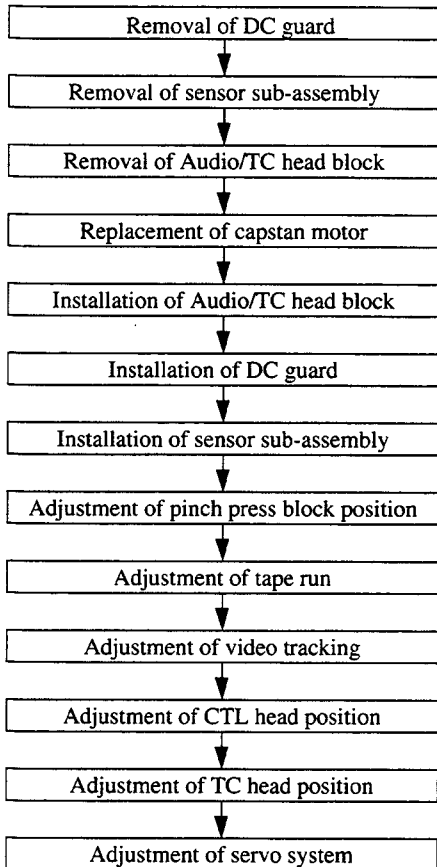 Removal of DC guard
Removal of sensor sub-assembly
Removal of Audio/TC head block
Replacement of capstan motor
Installation of Audio/TC head block
Installation of DC guard
Installation of sensor sub-assembly
Adjustment of pinch press block position
Adjustment of tape run
Adjustment of video tracking
Adjustment of CTL head position
Adjustment of TC head position
Adjustment of servo system